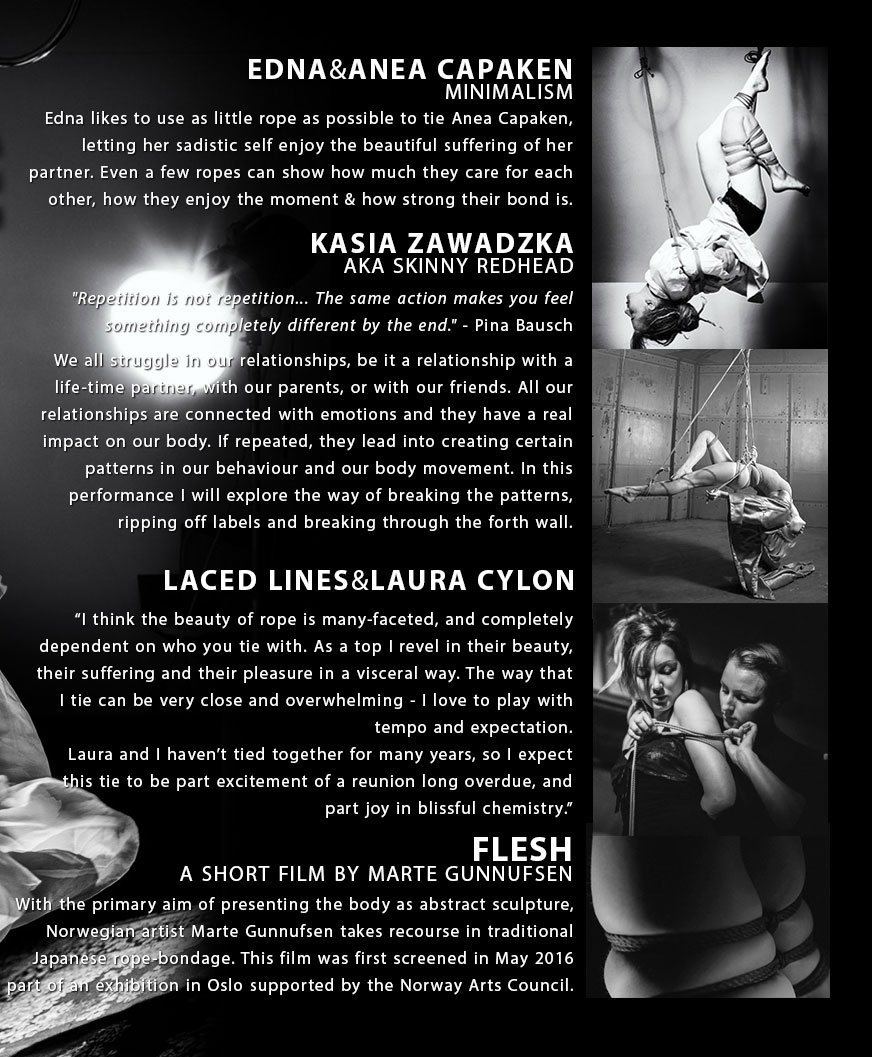 EDNA&ANEA CAPAKEN
MINIMALISM
Edna likes to use as little rope as possible to tie Anea Capaken,
letting her sadistic self enjoy the beautiful suffering of her
partner. Even a few ropes can show how much they care for each
other, how they enjoy the moment & how strong their bond is.
KASIA ZAWADZKA
AKA SKINNY REDHEAD
"Repetition is not repetition... The same action makes you feel
something completely different by the end." - Pina Bausch
We all struggle in our relationships, be it a relationship with a
life-time partner, with our parents, or with our friends. All our
relationships are connected with emotions and they have a real
impact on our body. If repeated, they lead into creating certain
patterns in our behaviour and our body movement. In this
performance I will explore the way of breaking the patterns,
ripping off labels and breaking through the forth wall.
LACED LINES&LAURA CYLON
“I think the beauty of rope is many-faceted, and completely
dependent on who you tie with. As a top I revel in their beauty,
their suffering and their pleasure in a visceral way. The way that
I tie can be very close and overwhelming - I love to play with
tempo and expectation.
Laura and I haven’t tied together for many years, so I expect
this tie to be part excitement of a reunion long overdue, and
part joy in blissful chemistry.”
FLESH
A SHORT FILM BY MARTE GUNNUFSEN
With the primary aim of presenting the body as abstract sculpture,
Norwegian artist Marte Gunnufsen takes recourse in traditional
Japanese rope-bondage. This film was first screened in May 2016
part of an exhibition in Oslo supported by the Norway Arts Council.